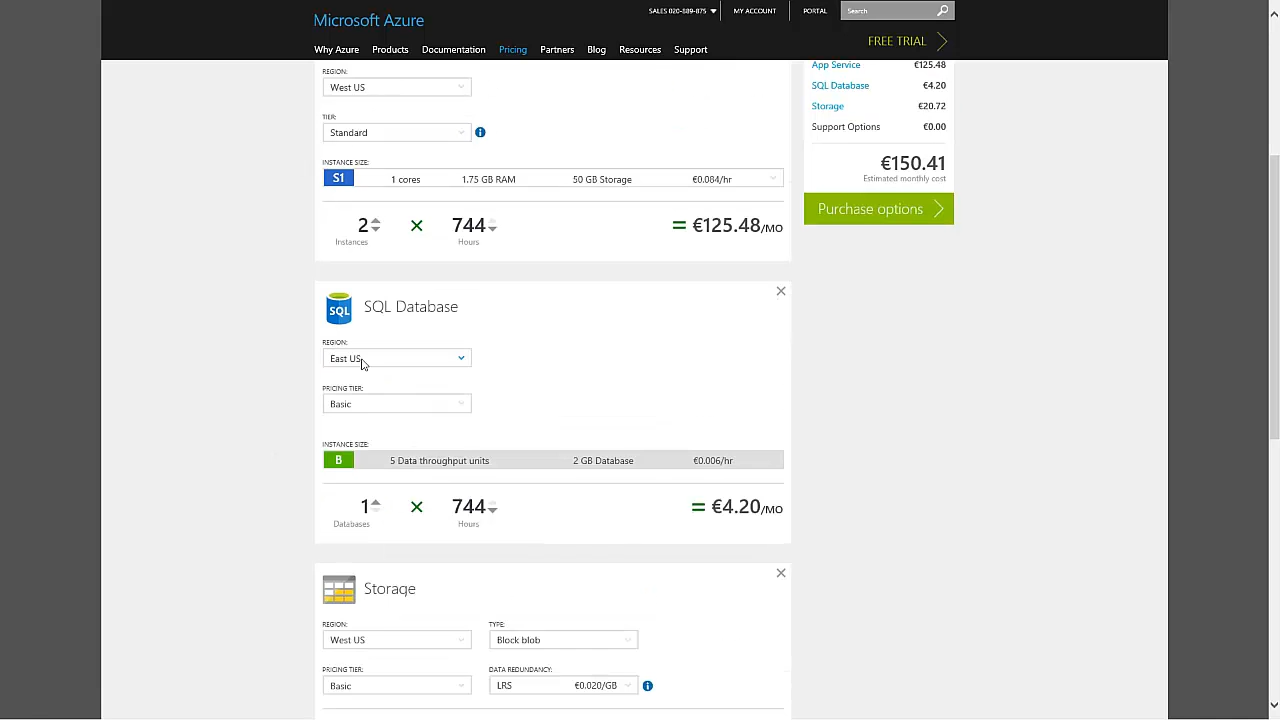 SALES 020-889-875 MY ACCOUNT PORTAL Search
Microsoft Azure
FREE TRIAL
Why Azure Products Documentation Pricing Partners Blog Resources Support
App Service €125.48
SQL Database €4.20
Storage €20.72
Support Options €0.00
€150.41
Estimated monthly cost
Purchase options
REGION:
West US
TIER:
Standard
INSTANCE SIZE:
S1 1 cores 1.75 GB RAM 50 GB Storage €0.084/hr
2 744 = €125.48/MO
Instances Hours
SQL SQL Database
REGION:
East US
PRICING TIER:
Basic
INSTANCE SIZE:
B 5 Data throughput units 2 GB Database €0.006/hr
1 744 = €4.20/MO
Databases Hours
Storage
REGION: TYPE:
West US Block blob
PRICING TIER: DATA REDUNDANCY:
Basic LRS €0.020/GB